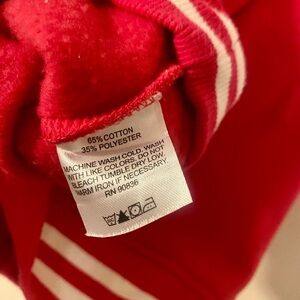 65% COTTON
35% POLYESTER
MACHINE WASH COLD. WASH
WITH LIKE COLORS. DO NOT
BLEACH TUMBLE DRY LOW.
WARM IRON IF NECESSARY.
RN 90836